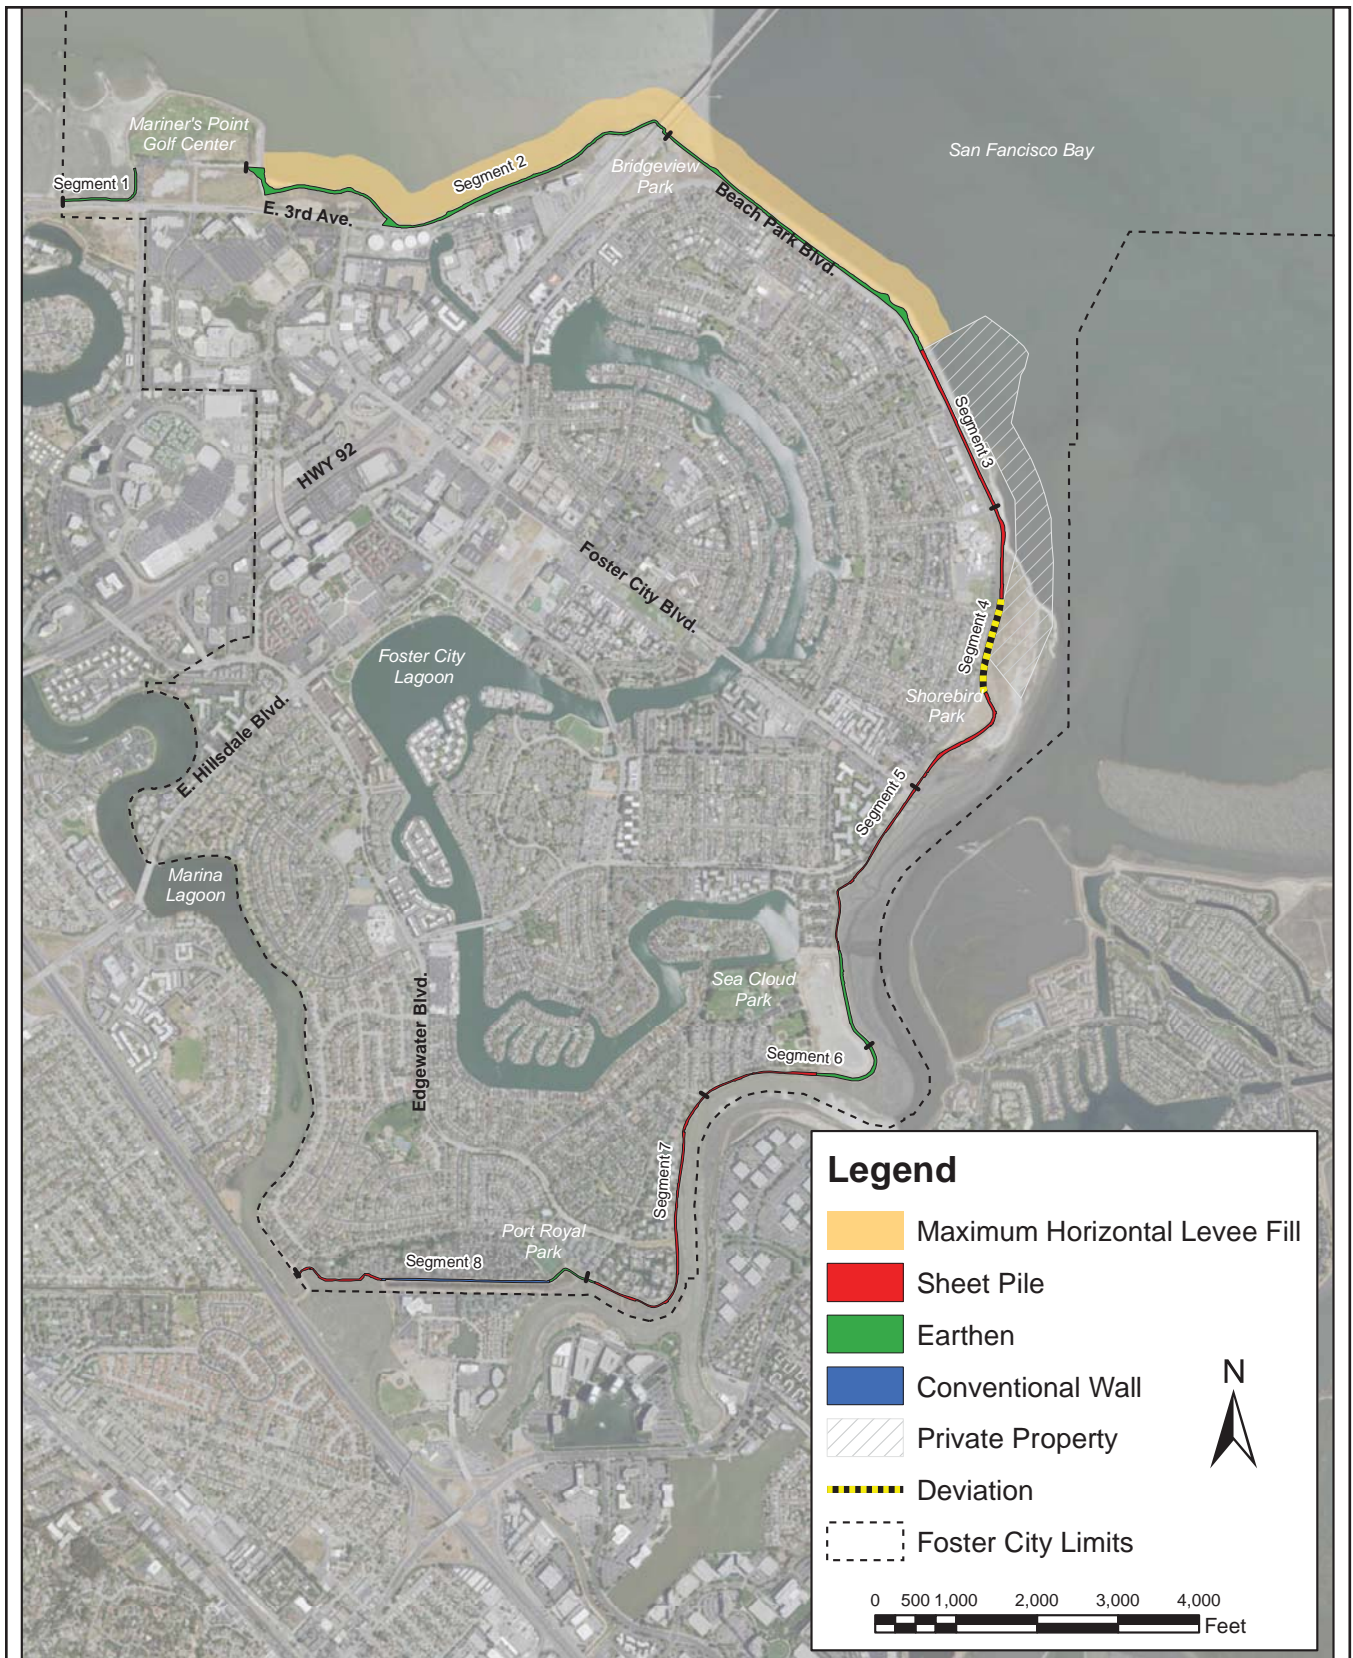 Mariner's Point
Golf Center
Segment 1
E. 3rd Ave.
Segment 2
Bridgeview
Park
Beach Park Blvd.
San Fancisco Bay
HWY 92
Segment 3
Foster City Blvd.
Segment 4
Foster City
Lagoon
Shorebird
Park
E. Hillsdale Blvd.
Segment 5
Marina
Lagoon
Sea Cloud
Park
Edgewater Blvd.
Segment 6
Segment 7
Port Royal
Park
Segment 8
Legend
Maximum Horizontal Levee Fill
Sheet Pile
Earthen
Conventional Wall
Private Property
Deviation
Foster City Limits
N
0 500 1,000 2,000 3,000 4,000
Feet